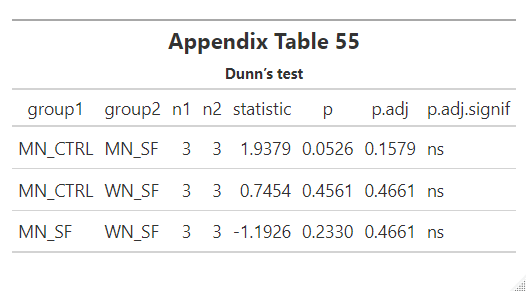 Appendix Table 55
Dunn's test
group1 group2 n1 n2 statistic p p.adj p.adj.signif
MN_CTRL MN_SF 3 3 1.9379 0.0526 0.1579 ns
MN_CTRL WN_SF 3 3 0.7454 0.4561 0.4661 ns
MN_SF WN_SF 3 3 -1.1926 0.2330 0.4661 ns